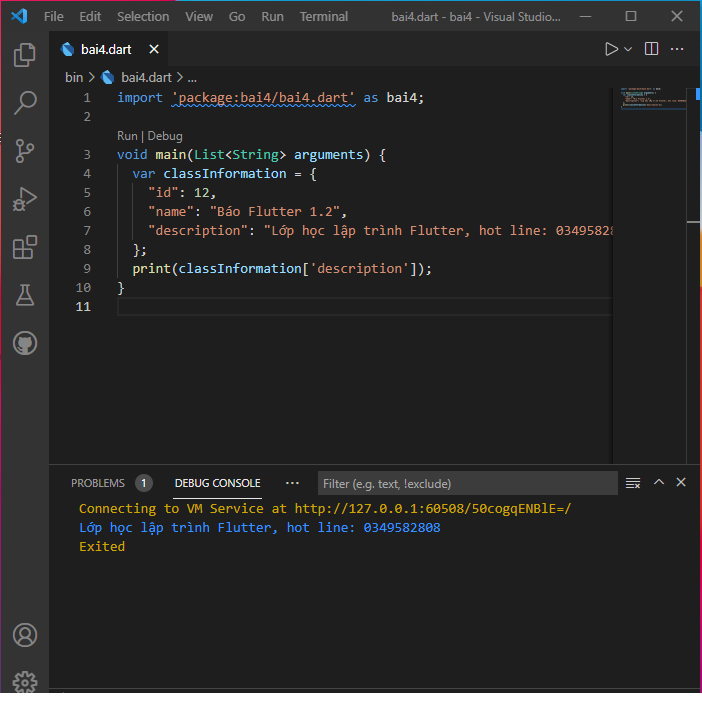 File Edit Selection View Go Run Terminal bai4.dart - bai4 - Visual Studio...
bai4.dart
bin > bai4.dart > ...
1 import 'package:bai4/bai4.dart' as bai4;
2
Run | Debug
3 void main(List<String> arguments) {
4 var classInformation = {
5 "id": 12,
6 "name": "Báo Flutter 1.2",
7 "description": "Lớp học lập trình Flutter, hot line: 03495828
8 };
9 print(classInformation['description']);
10 }
11
PROBLEMS 1 DEBUG CONSOLE ... Filter (e.g. text, !exclude)
Connecting to VM Service at http://127.0.0.1:60508/50cogqENBlE=/
Lớp học lập trình Flutter, hot line: 0349582808
Exited